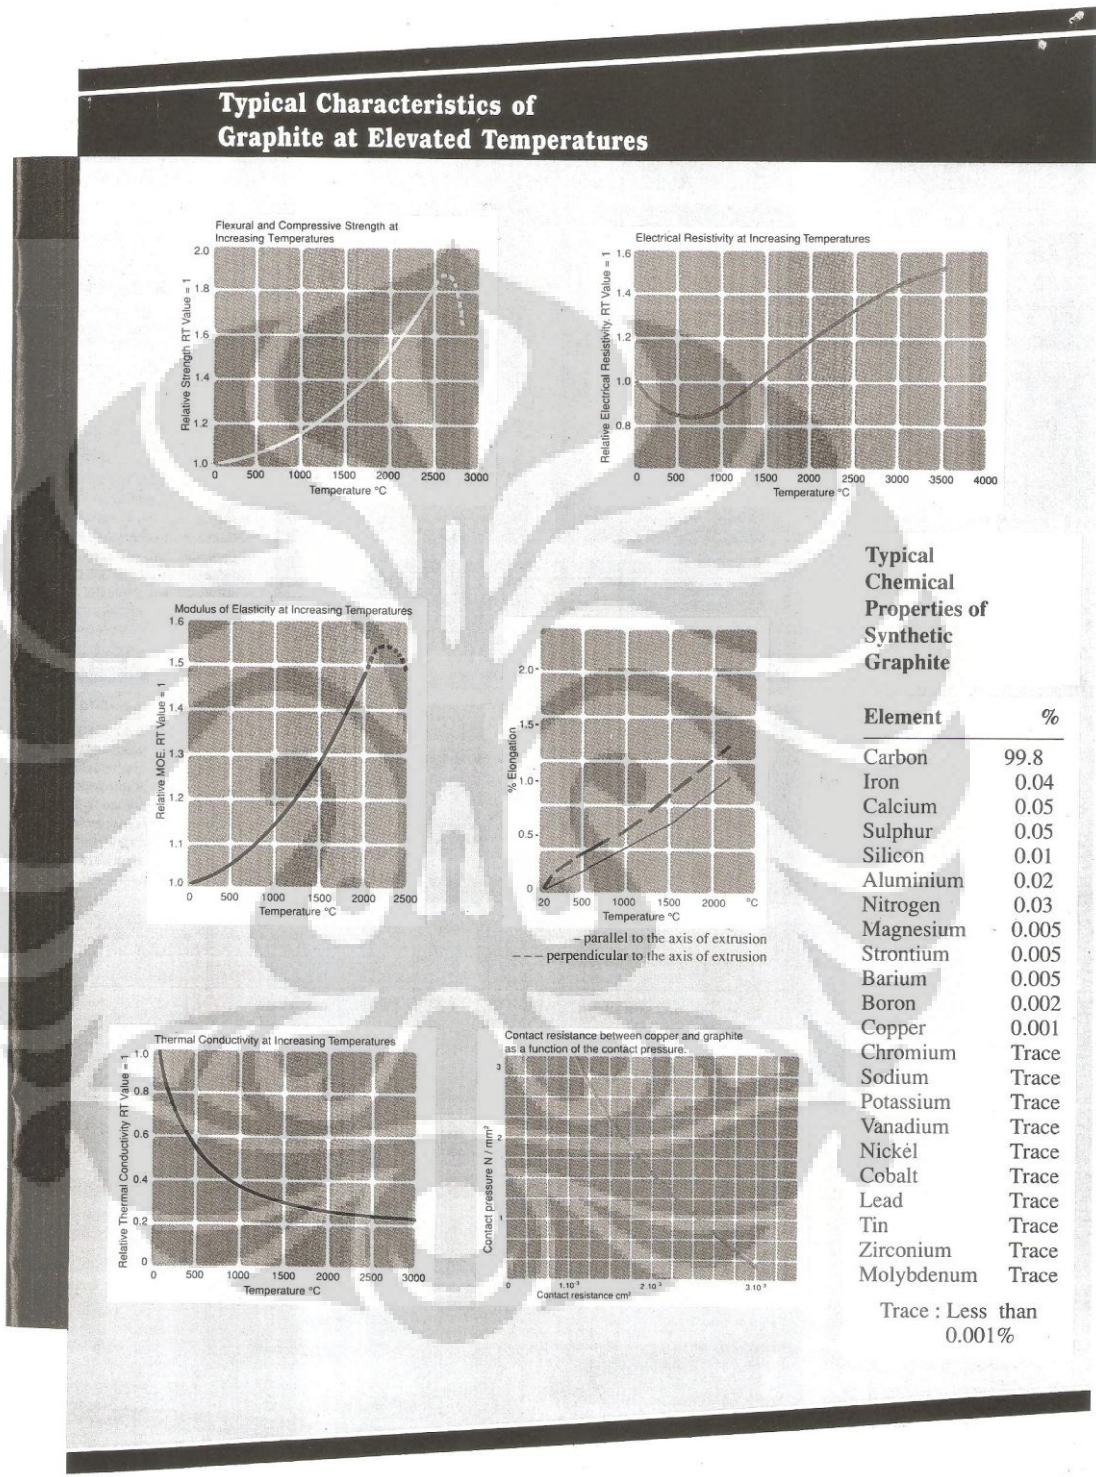 Typical Characteristics of
Graphite at Elevated Temperatures
Flexural and Compressive Strength at
Increasing Temperatures
Relative Strength RT Value = 1
2.0
1.8
1.6
1.4
1.2
1.0
0 500 1000 1500 2000 2500 3000
Temperature °C
Electrical Resistivity at Increasing Temperatures
Relative Electrical Resistivity. RT Value = 1
1.6
1.4
1.2
1.0
0.8
0 500 1000 1500 2000 2500 3000 3500 4000
Temperature °C
Modulus of Elasticity at Increasing Temperatures
Relative MOE. RT Value = 1
1.6
1.5
1.4
1.3
1.2
1.1
1.0
0 500 1000 1500 2000 2500
Temperature °C
% Elongation
2.0-
1.5-
1.0-
0.5-
0
20 500 1000 1500 2000 °C
Temperature °C
– parallel to the axis of extrusion
--- perpendicular to the axis of extrusion
Thermal Conductivity at Increasing Temperatures
Relative Thermal Conductivity RT Value = 1
1.0
0.8
0.6
0.4
0.2
0
0 500 1000 1500 2000 2500 3000
Temperature °C
Contact resistance between copper and graphite
as a function of the contact pressure.
Contact pressure N / mm²
3
2
1
0 1.10⁻³ 2 10⁻³ 3.10⁻³
Contact resistance cm²
Typical
Chemical
Properties of
Synthetic
Graphite
Element %
Carbon 99.8
Iron 0.04
Calcium 0.05
Sulphur 0.05
Silicon 0.01
Aluminium 0.02
Nitrogen 0.03
Magnesium 0.005
Strontium 0.005
Barium 0.005
Boron 0.002
Copper 0.001
Chromium Trace
Sodium Trace
Potassium Trace
Vanadium Trace
Nickel Trace
Cobalt Trace
Lead Trace
Tin Trace
Zirconium Trace
Molybdenum Trace
Trace : Less than
0.001%